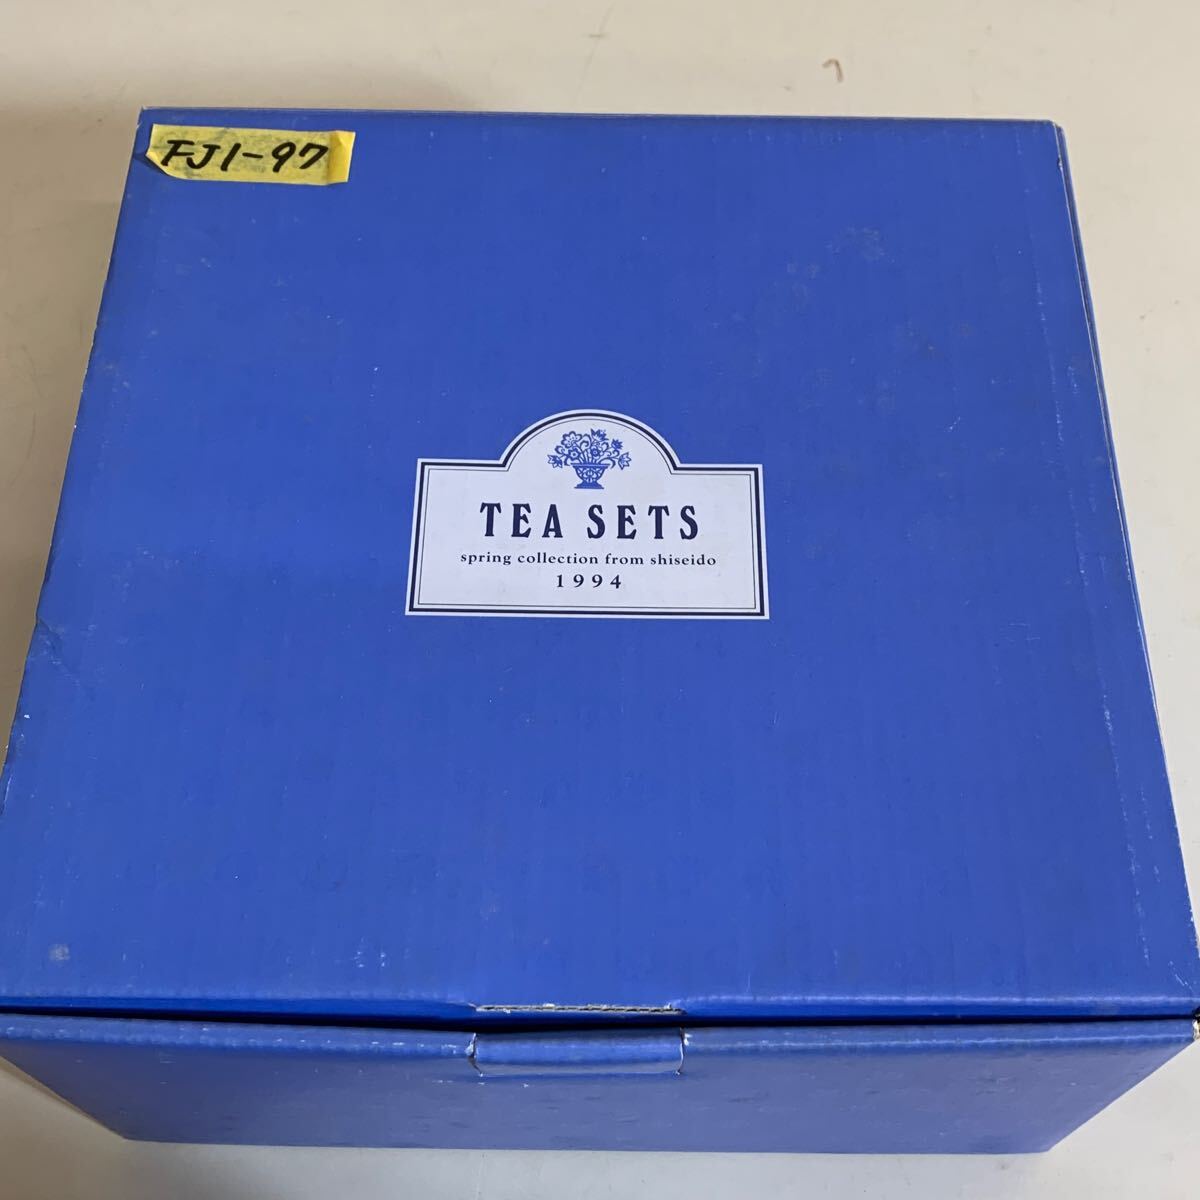 FJ1-97
TEA SETS
spring collection from shiseido
1994